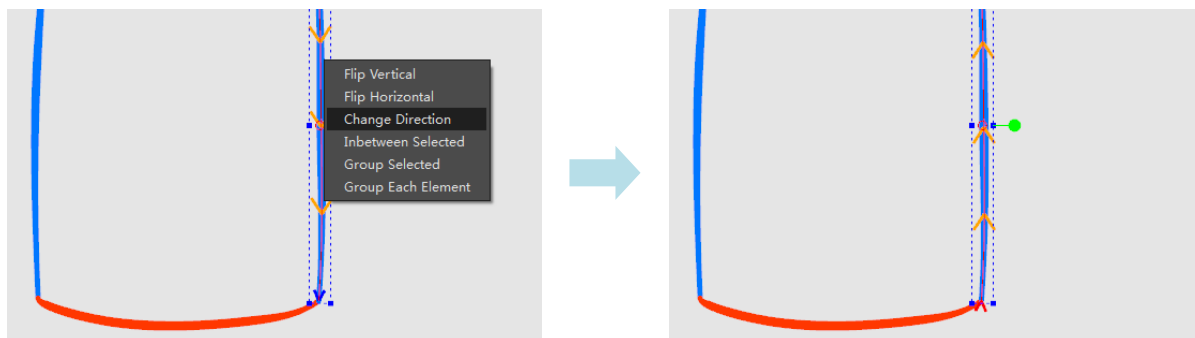 Flip Vertical
Flip Horizontal
Change Direction
Inbetween Selected
Group Selected
Group Each Element